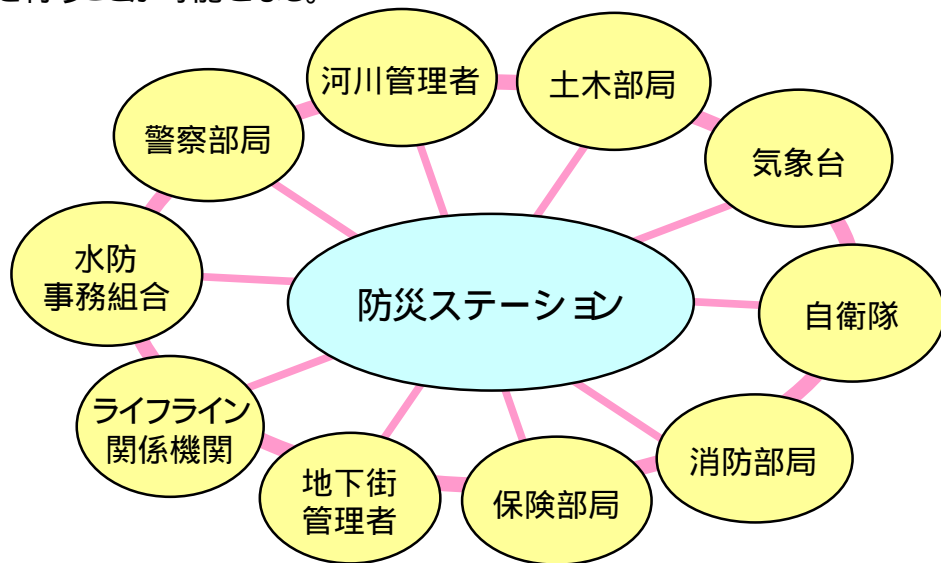 河川管理者
土木部局
警察部局
気象台
水防
事務組合
防災ステーション
自衛隊
ライフライン
関係機関
消防部局
地下街
管理者
保険部局